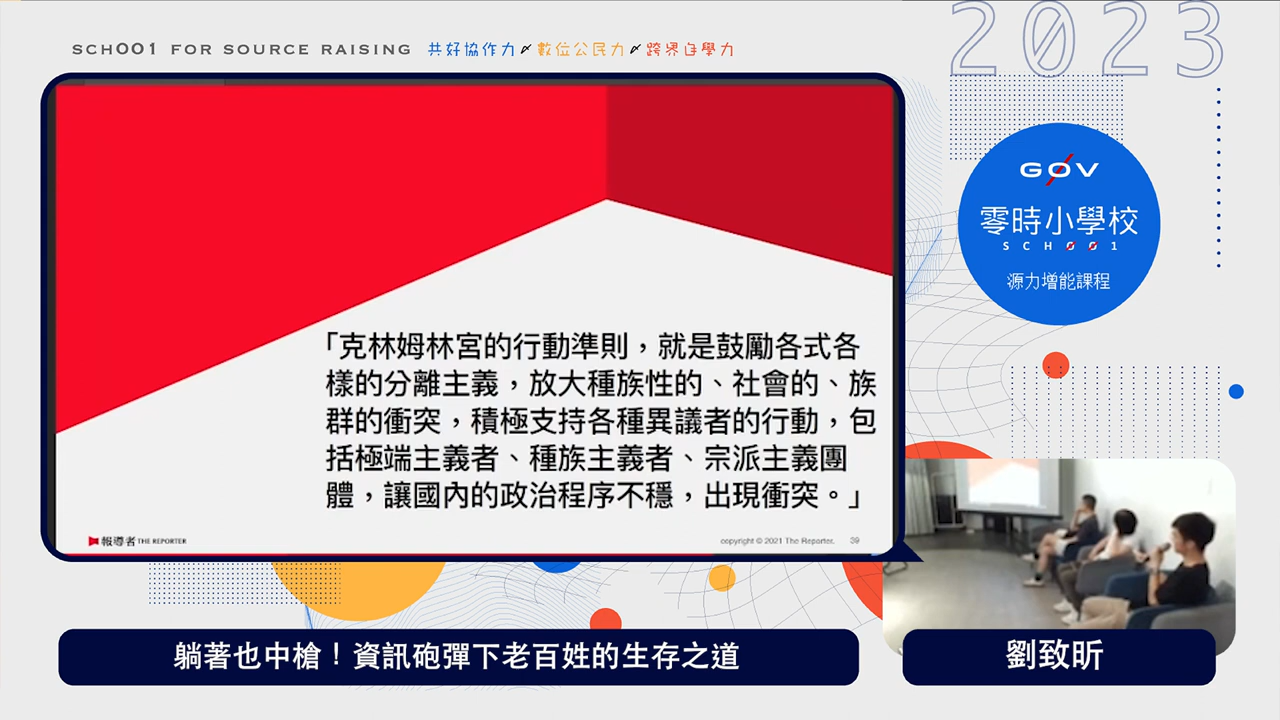 SCHOO1 FOR SOURCE RAISING 共好協作力〃數位公民力〃跨界自學力
2023
G0V
零時小學校
SCHOO1
源力增能課程
「克林姆林宮的行動準則，就是鼓勵各式各
樣的分離主義，放大種族性的、社會的、族
群的衝突，積極支持各種異議者的行動，包
括極端主義者、種族主義者、宗派主義團
體，讓國內的政治程序不穩，出現衝突。」
報導者 THE REPORTER
copyright © 2021 The Reporter. 39
躺著也中槍！資訊砲彈下老百姓的生存之道
劉致昕